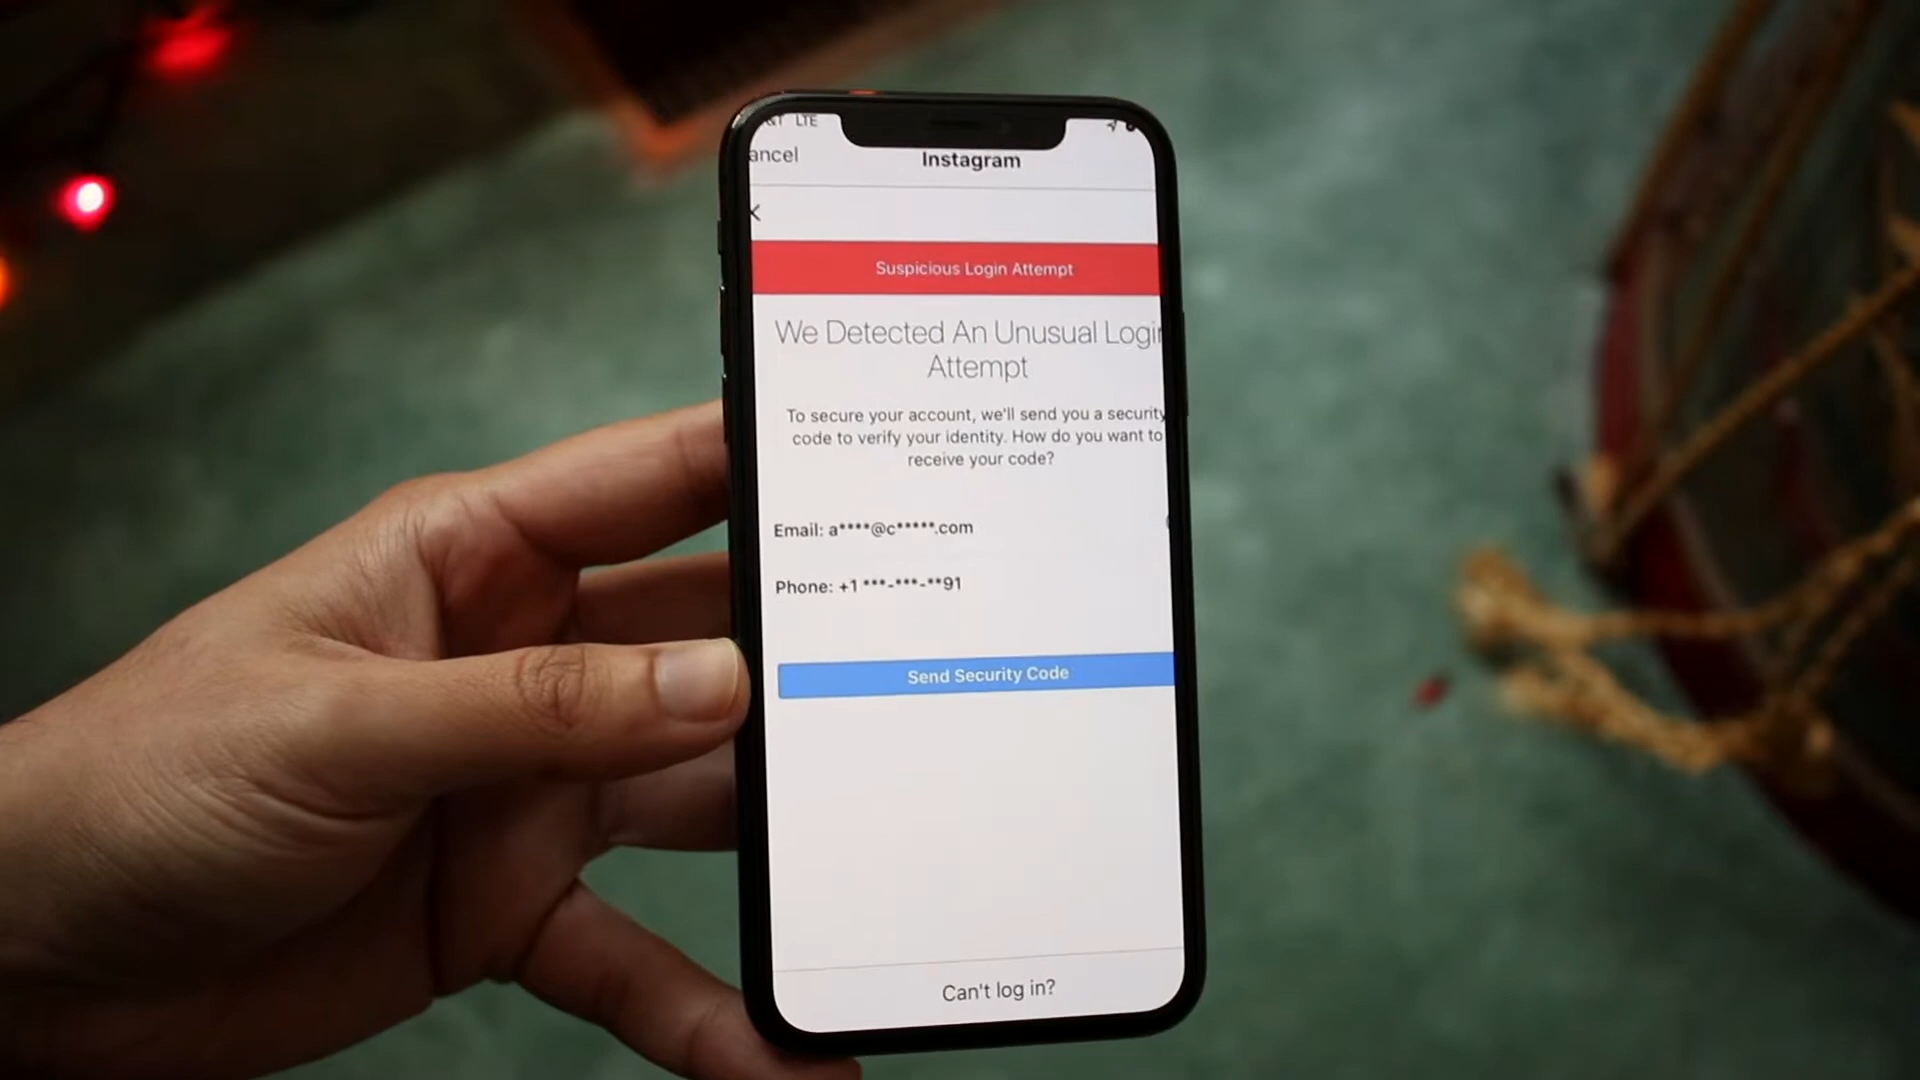 LTE
ancel
Instagram
Suspicious Login Attempt
We Detected An Unusual Login
Attempt
To secure your account, we'll send you a security
code to verify your identity. How do you want to
receive your code?
Email: a****@c*****.com
Phone: +1 ***-***-**91
Send Security Code
Can't log in?